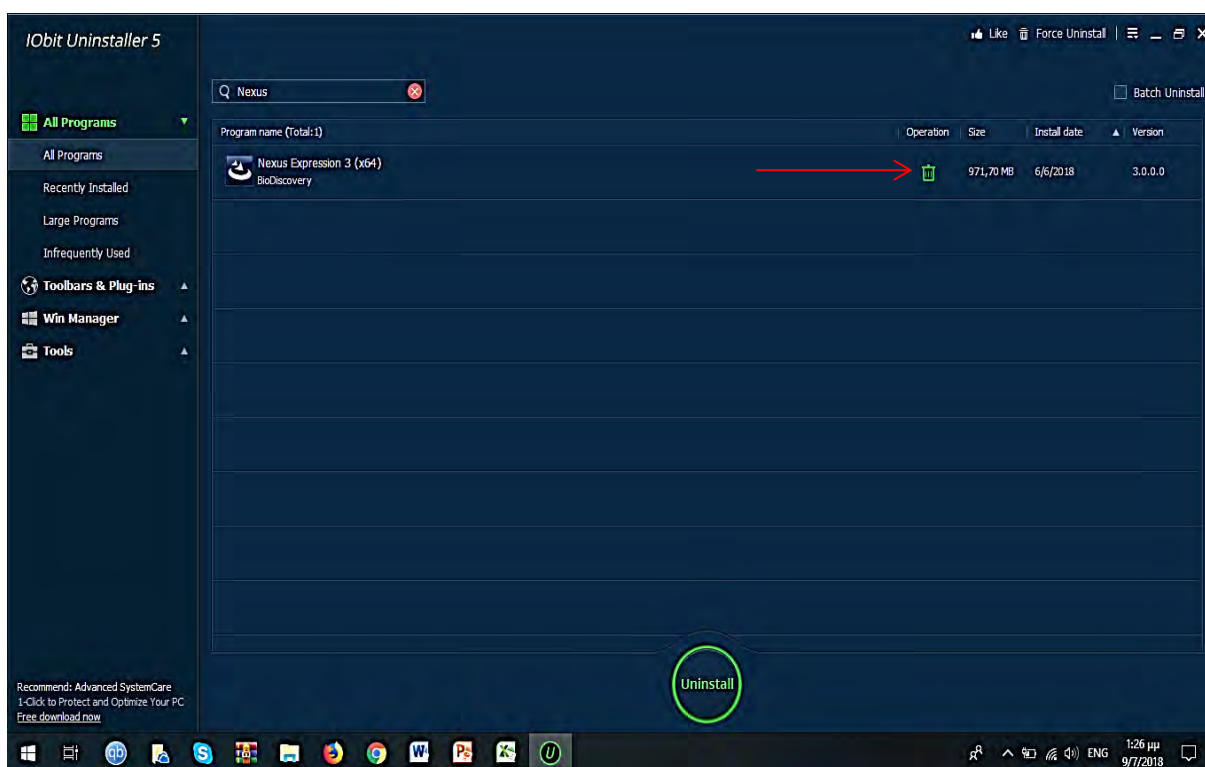 IObit Uninstaller 5
Like
Force Uninstall
Nexus
Batch Uninstall
All Programs
All Programs
Recently Installed
Large Programs
Infrequently Used
Toolbars & Plug-ins
Win Manager
Tools
Program name (Total:1) Operation Size Install date Version
Nexus Expression 3 (x64)
BioDiscovery
971,70 MB 6/6/2018 3.0.0.0
Uninstall
Recommend: Advanced SystemCare
1-Click to Protect and Optimize Your PC
Free download now
qb
ENG
1:26 μμ
9/7/2018